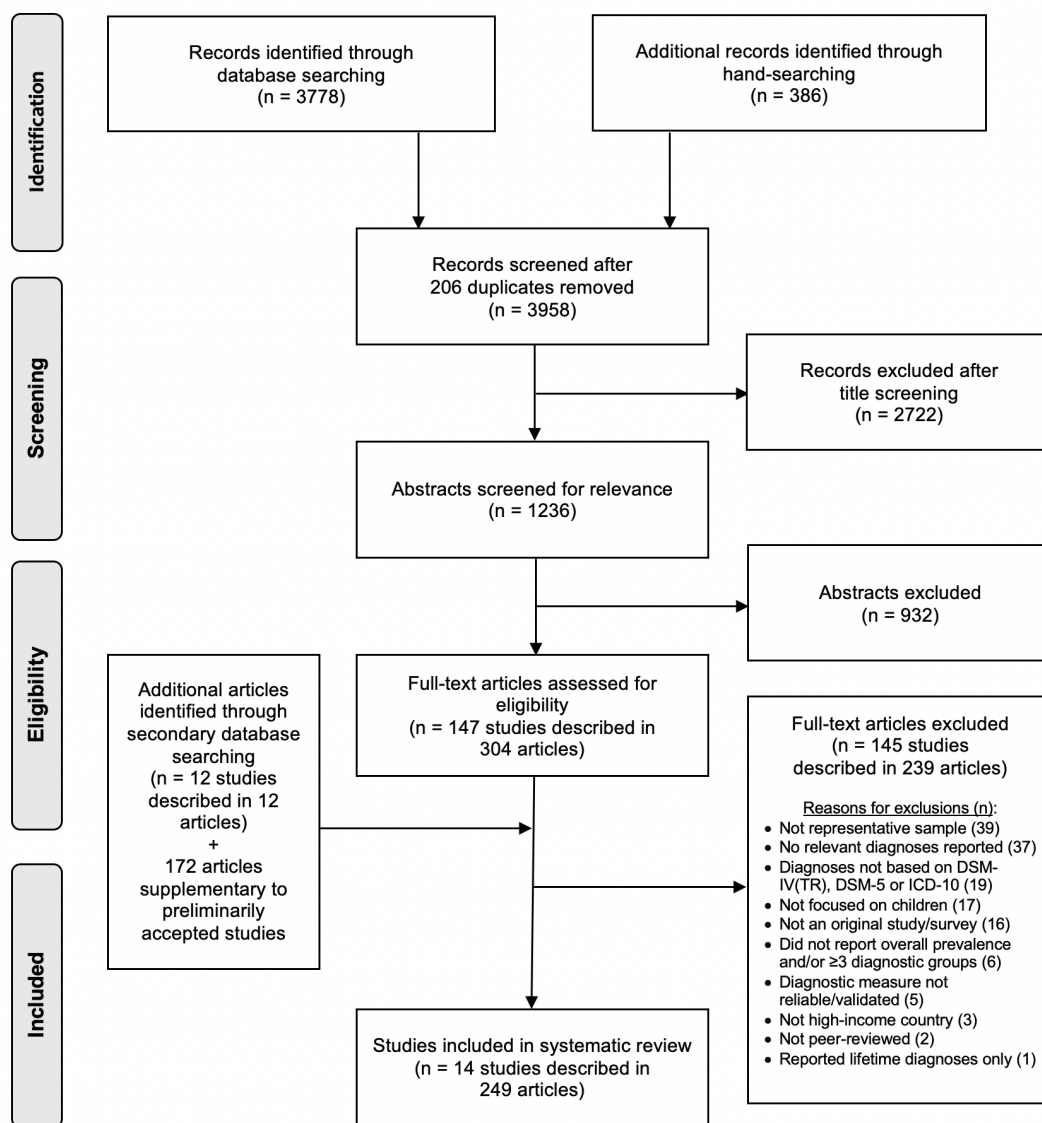 Identification
Records identified through
database searching
(n = 3778)
Additional records identified through
hand-searching
(n = 386)
Records screened after
206 duplicates removed
(n = 3958)
Screening
Records excluded after
title screening
(n = 2722)
Abstracts screened for relevance
(n = 1236)
Eligibility
Abstracts excluded
(n = 932)
Full-text articles assessed for
eligibility
(n = 147 studies described in
304 articles)
Additional articles
identified through
secondary database
searching
(n = 12 studies
described in 12
articles)
+
172 articles
supplementary to
preliminarily
accepted studies
Full-text articles excluded
(n = 145 studies
described in 239 articles)
Reasons for exclusions (n):
• Not representative sample (39)
• No relevant diagnoses reported (37)
• Diagnoses not based on DSM-
IV(TR), DSM-5 or ICD-10 (19)
• Not focused on children (17)
• Not an original study/survey (16)
• Did not report overall prevalence
and/or ≥3 diagnostic groups (6)
• Diagnostic measure not
reliable/validated (5)
• Not high-income country (3)
• Not peer-reviewed (2)
• Reported lifetime diagnoses only (1)
Included
Studies included in systematic review
(n = 14 studies described in
249 articles)